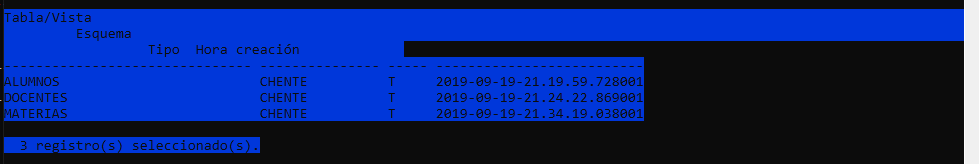 Tabla/Vista
Esquema
Tipo Hora creación
------------------------------- --------------- ----- --------------------------
ALUMNOS CHENTE T 2019-09-19-21.19.59.728001
DOCENTES CHENTE T 2019-09-19-21.24.22.869001
MATERIAS CHENTE T 2019-09-19-21.34.19.038001
3 registro(s) seleccionado(s).